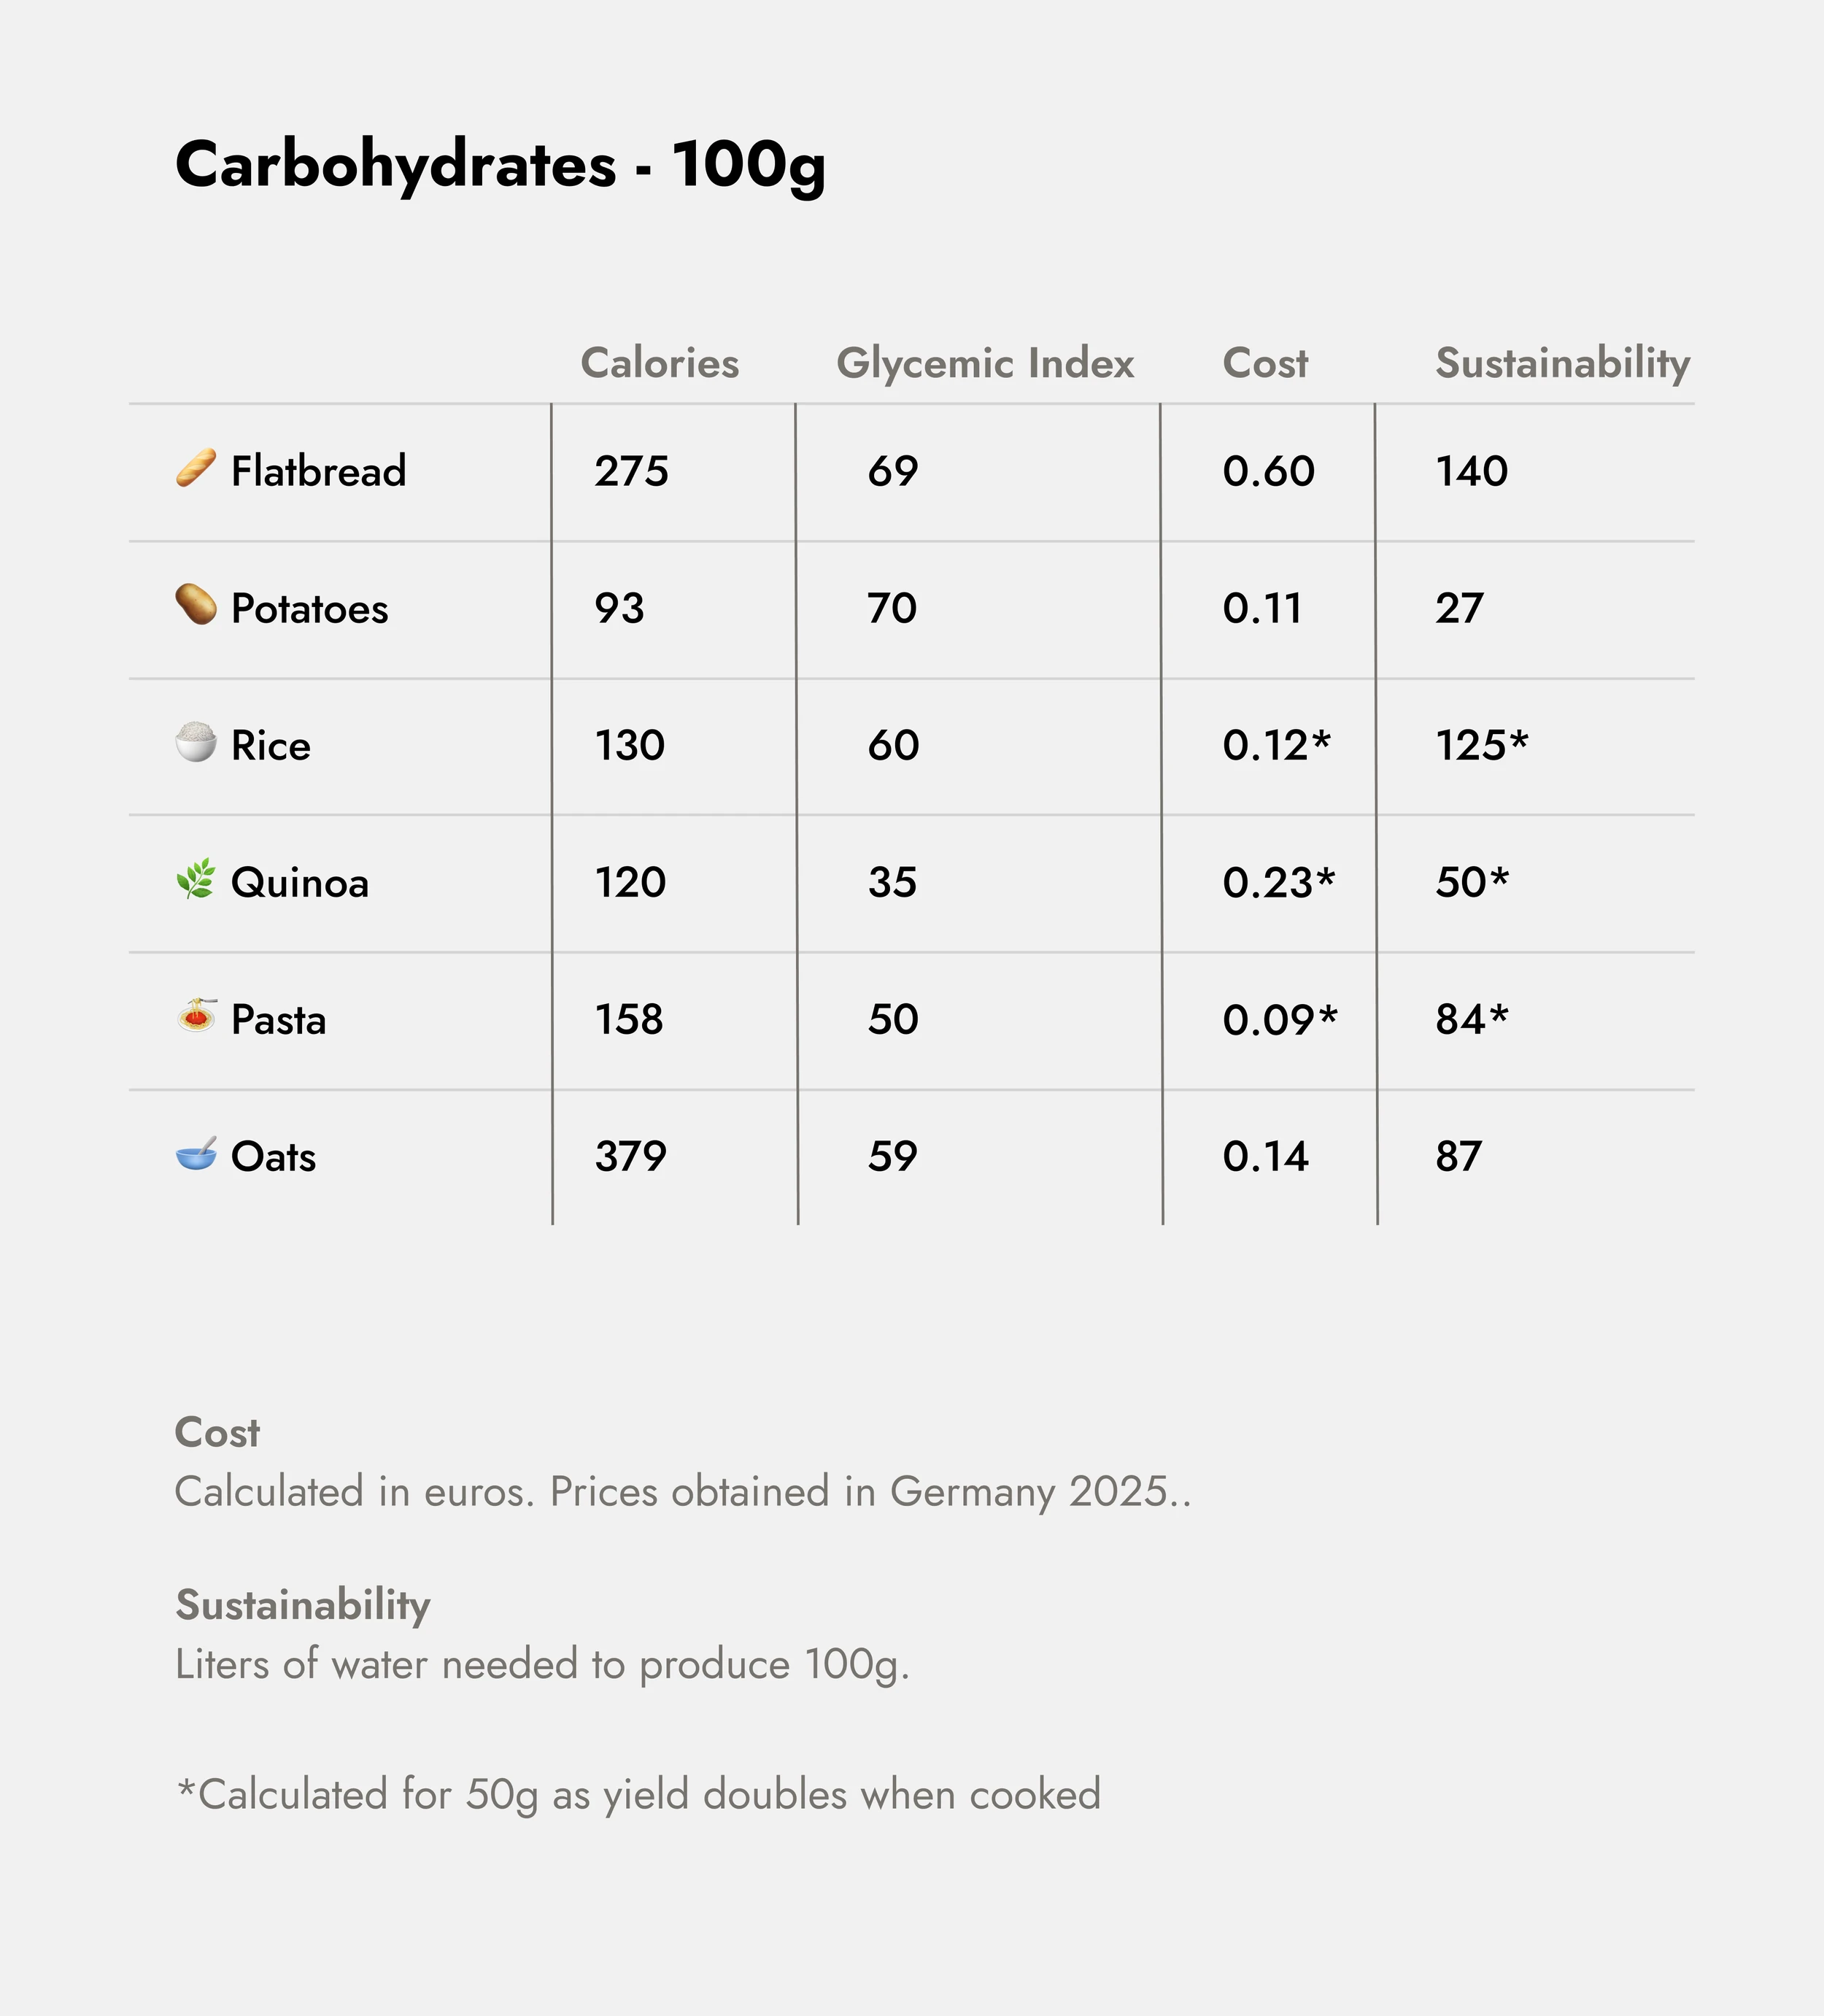 Carbohydrates - 100g
Calories Glycemic Index Cost Sustainability
Flatbread 275 69 0.60 140
Potatoes 93 70 0.11 27
Rice 130 60 0.12* 125*
Quinoa 120 35 0.23* 50*
Pasta 158 50 0.09* 84*
Oats 379 59 0.14 87
Cost
Calculated in euros. Prices obtained in Germany 2025..
Sustainability
Liters of water needed to produce 100g.
*Calculated for 50g as yield doubles when cooked